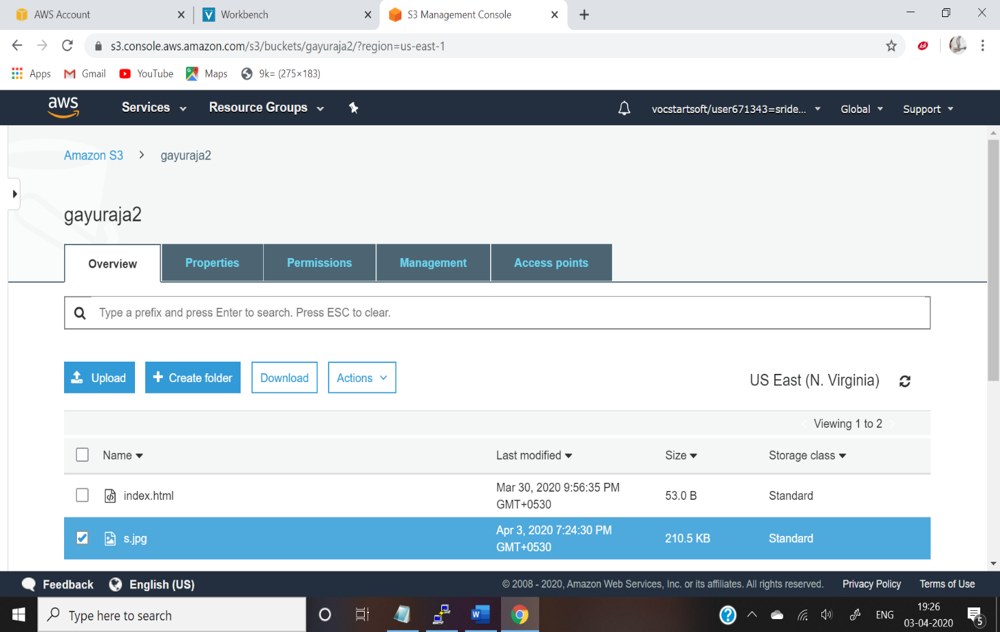 AWS Account
Workbench
S3 Management Console
s3.console.aws.amazon.com/s3/buckets/gayuraja2/?region=us-east-1
Apps
Gmail
YouTube
Maps
9k= (275×183)
aws
Services
Resource Groups
vocstartsoft/user671343=sride...
Global
Support
Amazon S3 > gayuraja2
gayuraja2
Overview
Properties
Permissions
Management
Access points
Type a prefix and press Enter to search. Press ESC to clear.
Upload
+ Create folder
Download
Actions
US East (N. Virginia)
Viewing 1 to 2
Name
Last modified
Size
Storage class
index.html
Mar 30, 2020 9:56:35 PM
GMT+0530
53.0 B
Standard
s.jpg
Apr 3, 2020 7:24:30 PM
GMT+0530
210.5 KB
Standard
Feedback
English (US)
© 2008 - 2020, Amazon Web Services, Inc. or its affiliates. All rights reserved.
Privacy Policy
Terms of Use
Type here to search
ENG
19:26
03-04-2020
5